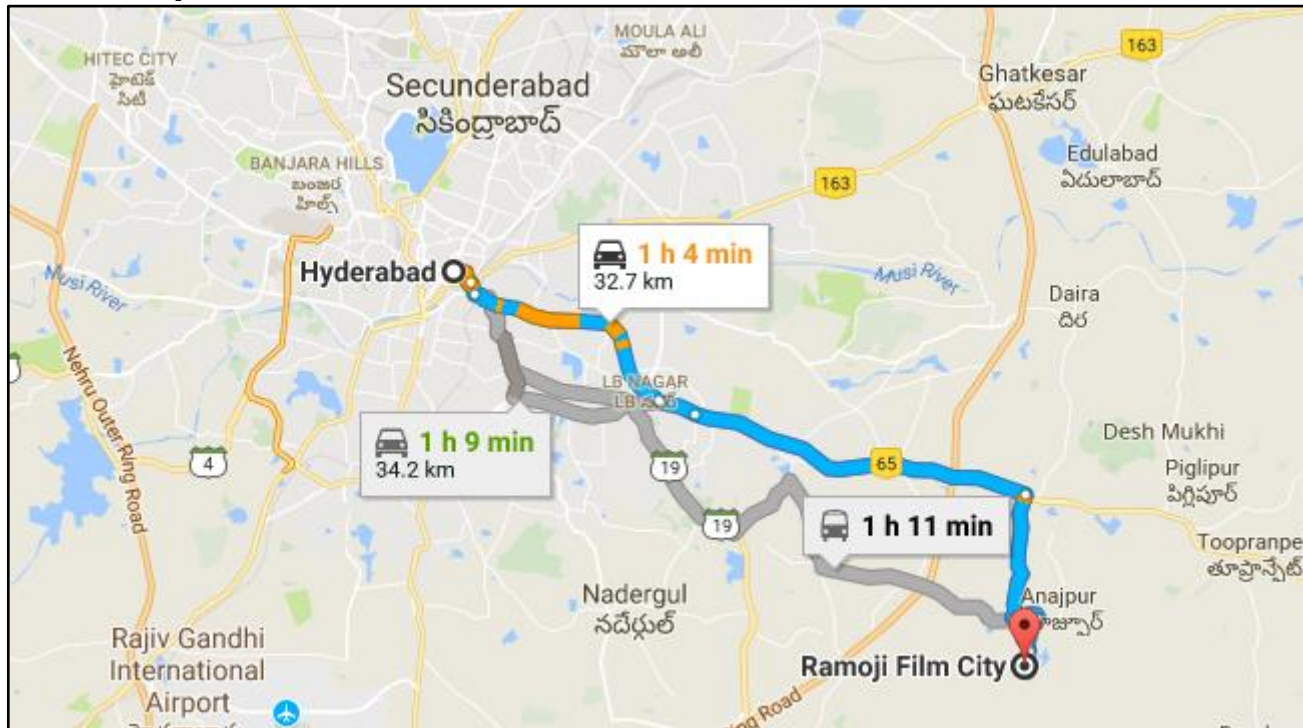 MOULA ALI
మౌలా అలీ
163
HITEC CITY
హైటెక్
సిటీ
Secunderabad
సికింద్రాబాద్
Ghatkesar
ఘటకేసర్
BANJARA HILLS
బంజార
హిల్స్
Edulabad
ఏదులాబాద్
163
1 h 4 min
32.7 km
Hyderabad
Musi River
Musi River
Daira
దిర
Nehru Outer Ring Road
LB NAGAR
LB
1 h 9 min
34.2 km
4
19
65
Desh Mukhi
Piglipur
పిగ్లిపూర్
19
1 h 11 min
Toopranpet
తూప్రాన్పేట్
Nadergul
నదేర్గుల్
Anajpur
Rajiv Gandhi
International
Airport
Ramoji Film City
Ring Road